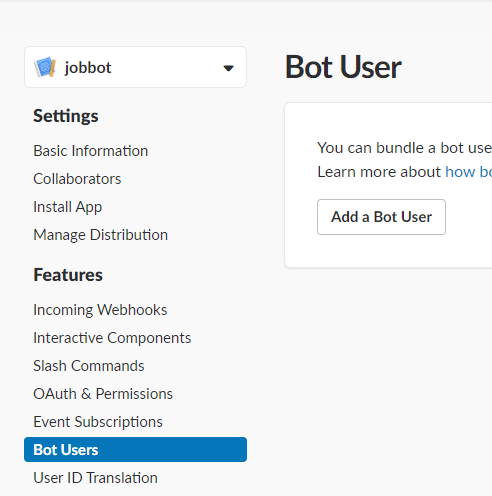 jobbot
Settings
Basic Information
Collaborators
Install App
Manage Distribution
Features
Incoming Webhooks
Interactive Components
Slash Commands
OAuth & Permissions
Event Subscriptions
Bot Users
User ID Translation
Bot User
You can bundle a bot use
Learn more about how bo
Add a Bot User